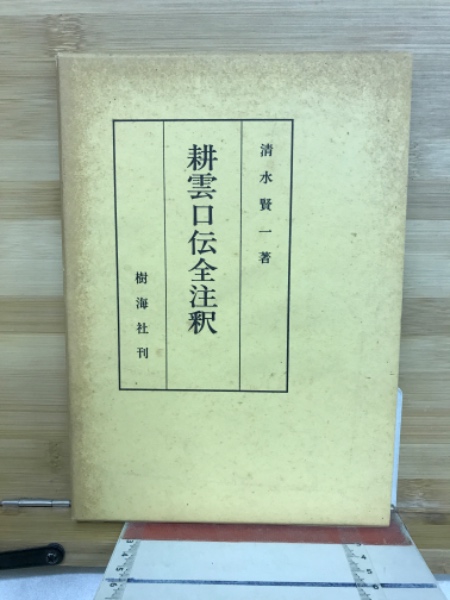 清水賢一著
耕雲口伝全注釈
樹海社刊